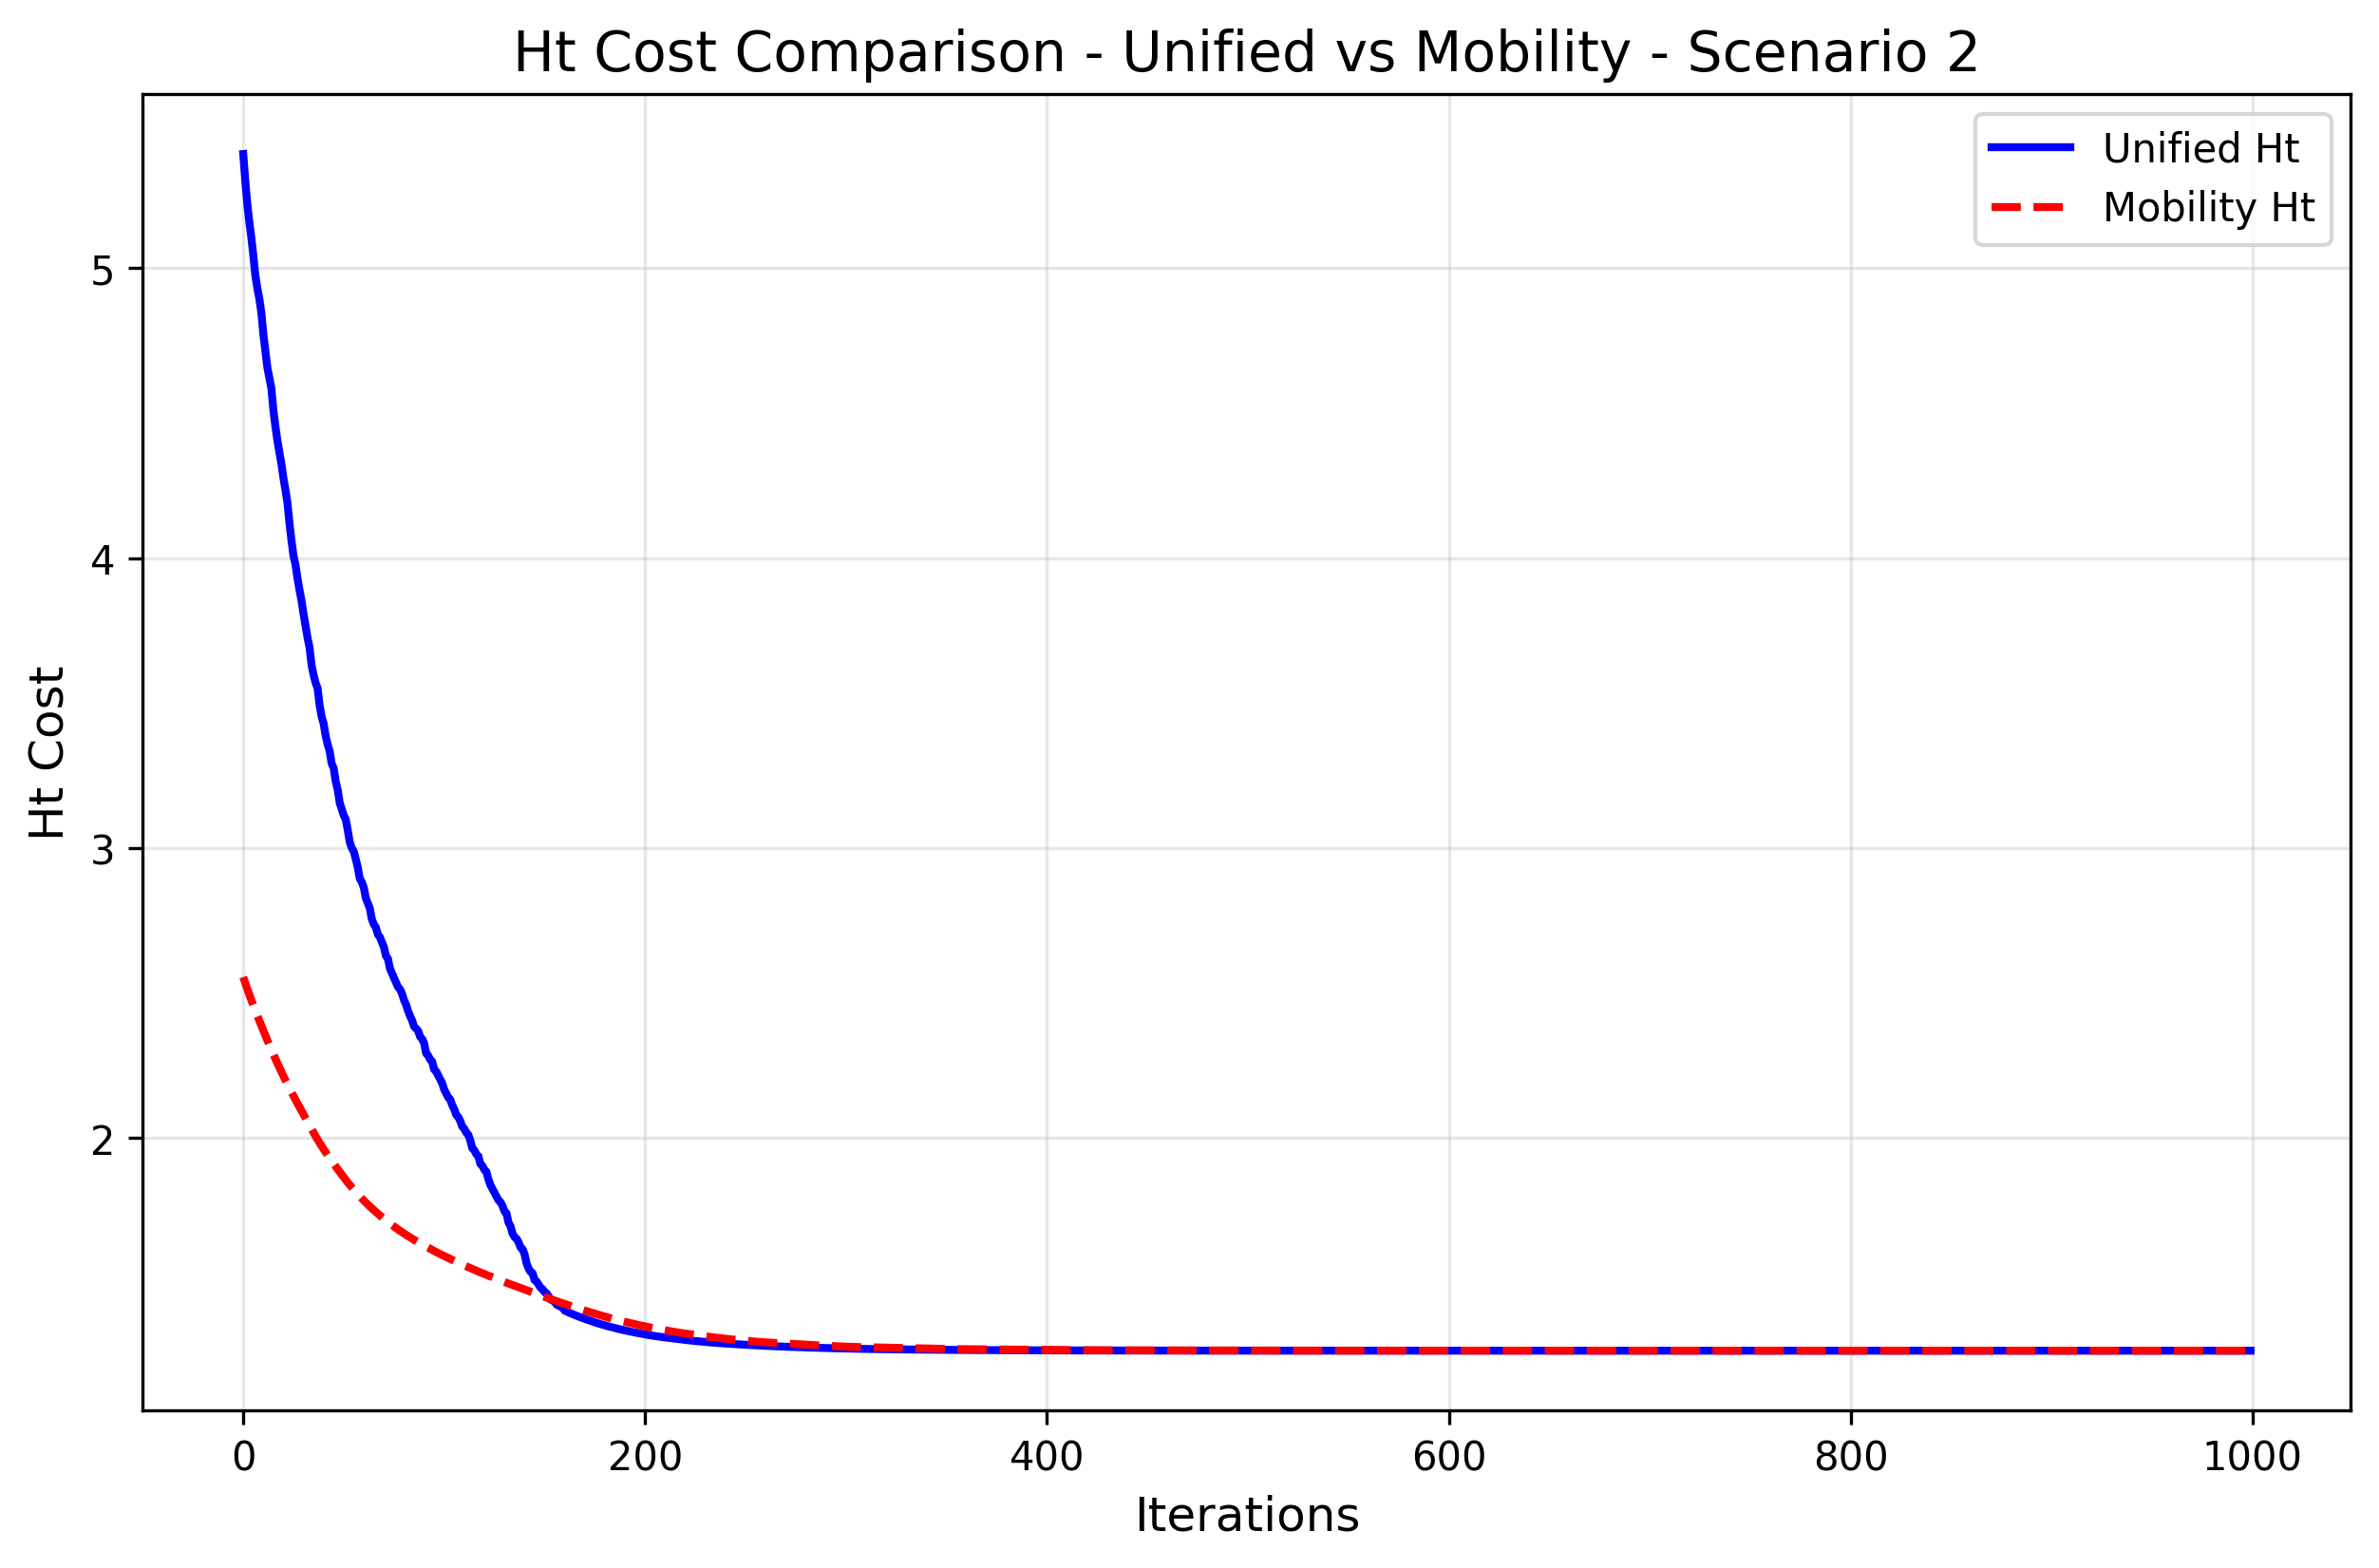 Ht Cost Comparison - Unified vs Mobility - Scenario 2
Unified Ht
Mobility Ht
Ht Cost
5
4
3
2
0 200 400 600 800 1000
Iterations